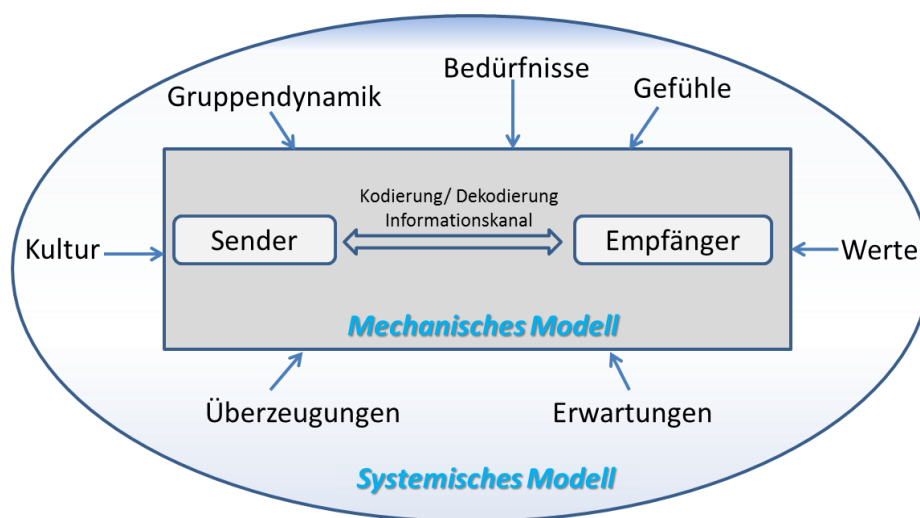 Bedürfnisse
Gruppendynamik
Gefühle
Kodierung/ Dekodierung
Informationskanal
Sender
Empfänger
Kultur
Werte
Mechanisches Modell
Überzeugungen
Erwartungen
Systemisches Modell